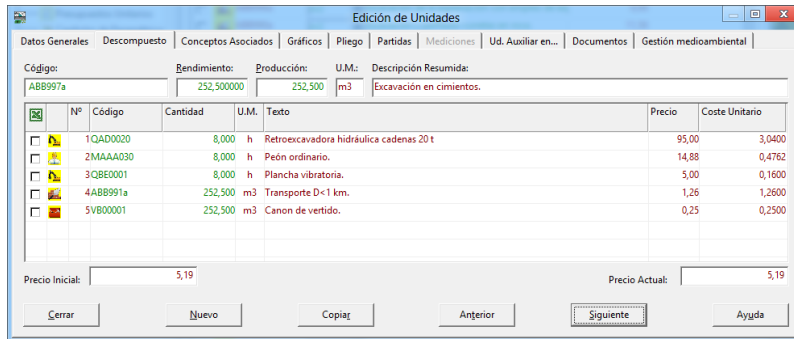 Edición de Unidades
Datos Generales Descompuesto Conceptos Asociados Gráficos Pliego Partidas Mediciones Ud. Auxiliar en... Documentos Gestión medioambiental
Código: Rendimiento: Producción: U.M.: Descripción Resumida:
ABB997a 252,500000 252,500 m3 Excavación en cimientos.
Nº Código Cantidad U.M. Texto Precio Coste Unitario
1 QAD0020 8,000 h Retroexcavadora hidráulica cadenas 20 t 95,00 3,0400
2 MAAA030 8,000 h Peón ordinario. 14,88 0,4762
3 QBE0001 8,000 h Plancha vibratoria. 5,00 0,1600
4 ABB991a 252,500 m3 Transporte D<1 km. 1,26 1,2600
5 VB00001 252,500 m3 Canon de vertido. 0,25 0,2500
Precio Inicial: 5,19 Precio Actual: 5,19
Cerrar Nuevo Copiar Anterior Siguiente Ayuda